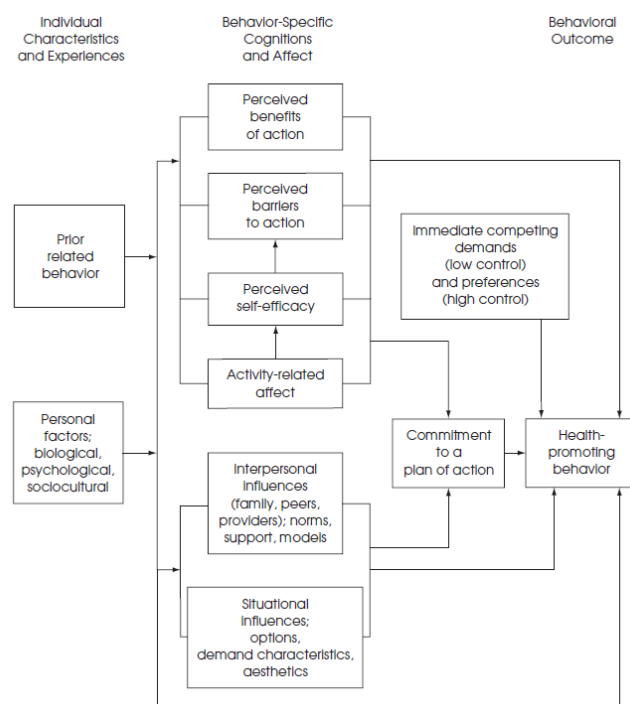 Individual
Characteristics
and Experiences
Behavior-Specific
Cognitions
and Affect
Behavioral
Outcome
Perceived
benefits
of action
Perceived
barriers
to action
Perceived
self-efficacy
Activity-related
affect
Prior
related
behavior
Personal
factors;
biological,
psychological,
sociocultural
Interpersonal
influences
(family, peers,
providers); norms,
support, models
Situational
influences;
options,
demand characteristics,
aesthetics
Immediate competing
demands
(low control)
and preferences
(high control)
Commitment
to a
plan of action
Health-
promoting
behavior